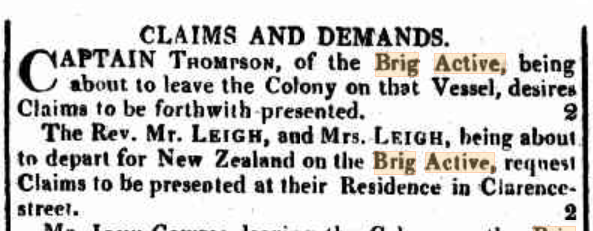 CLAIMS AND DEMANDS.
CAPTAIN THOMPSON, of the Brig Active, being
about to leave the Colony on that Vessel, desires
Claims to be forthwith presented. 2
The Rev. Mr. LEIGH, and Mrs. LEIGH, being about
to depart for New Zealand on the Brig Active, request
Claims to be presented at their Residence in Clarence-
street. 2